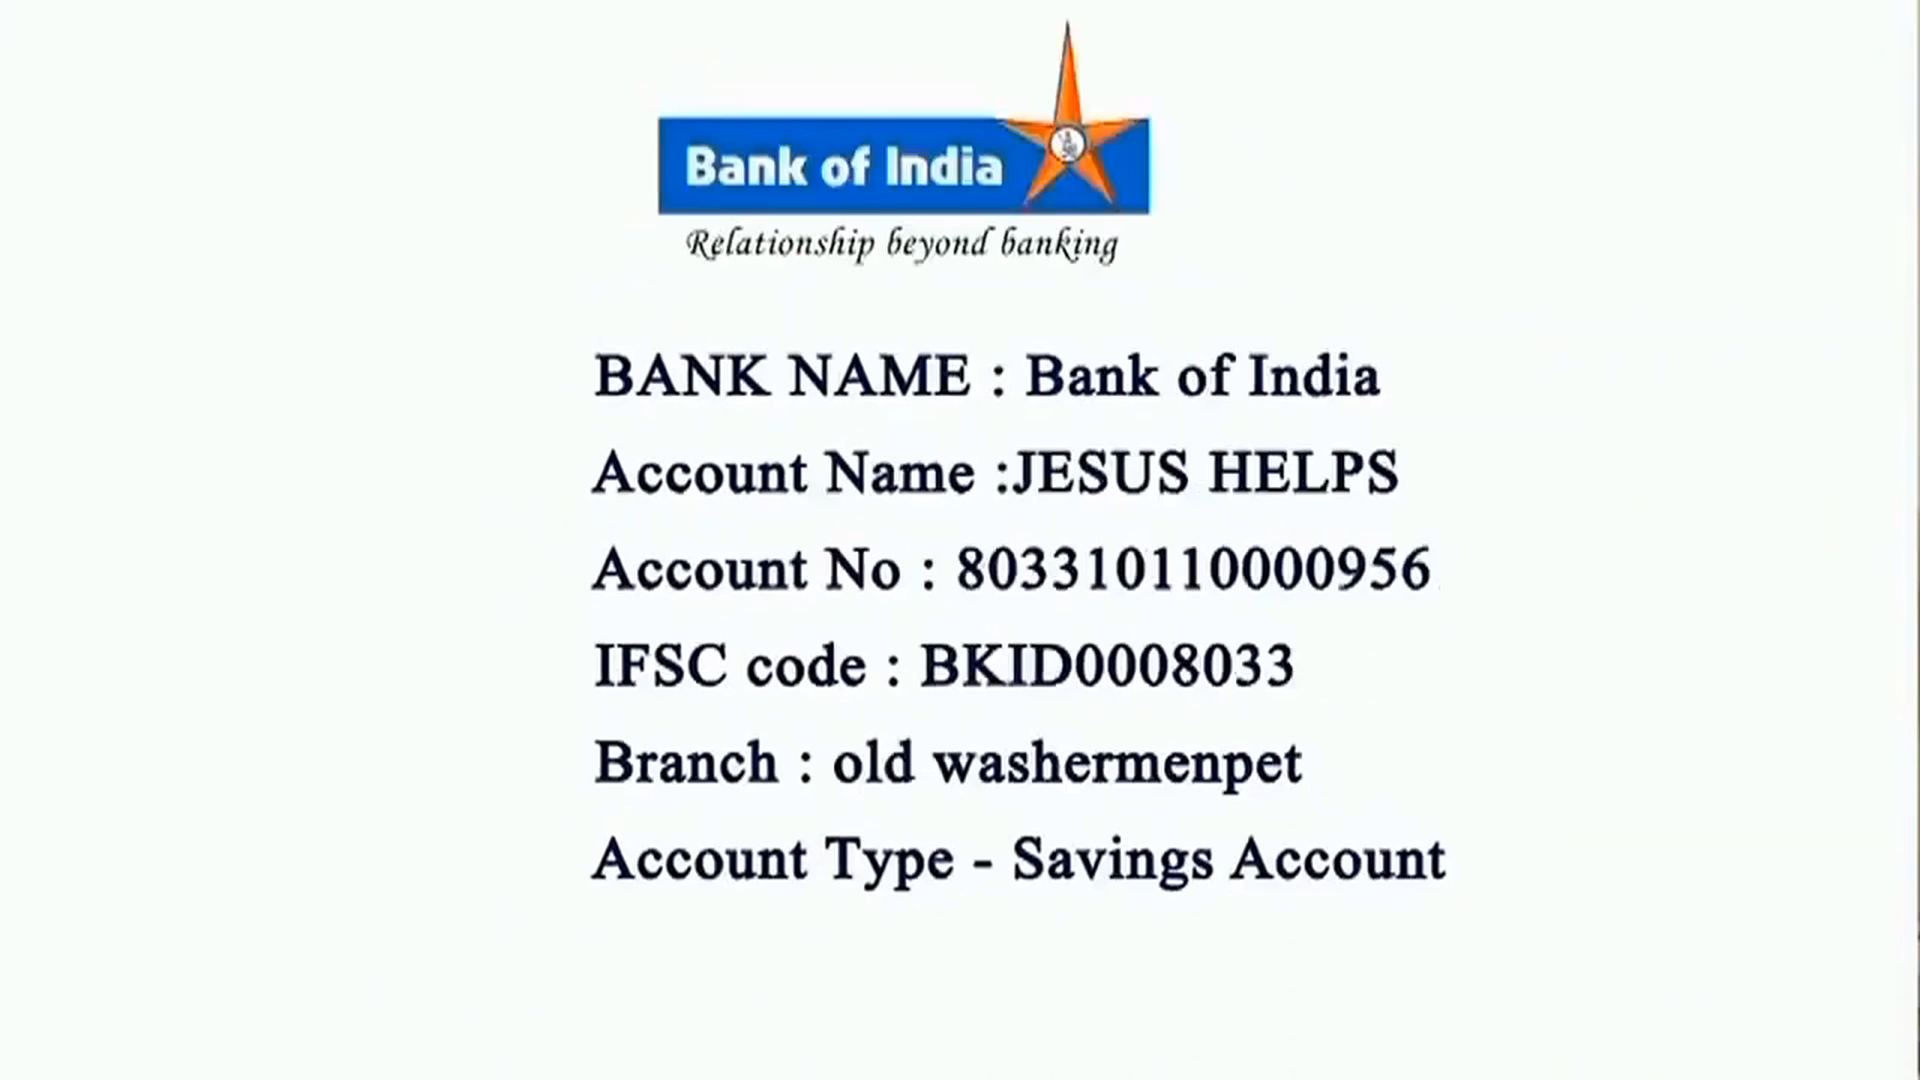 Bank of India
Relationship beyond banking
BANK NAME : Bank of India
Account Name :JESUS HELPS
Account No : 803310110000956
IFSC code : BKID0008033
Branch : old washermenpet
Account Type - Savings Account